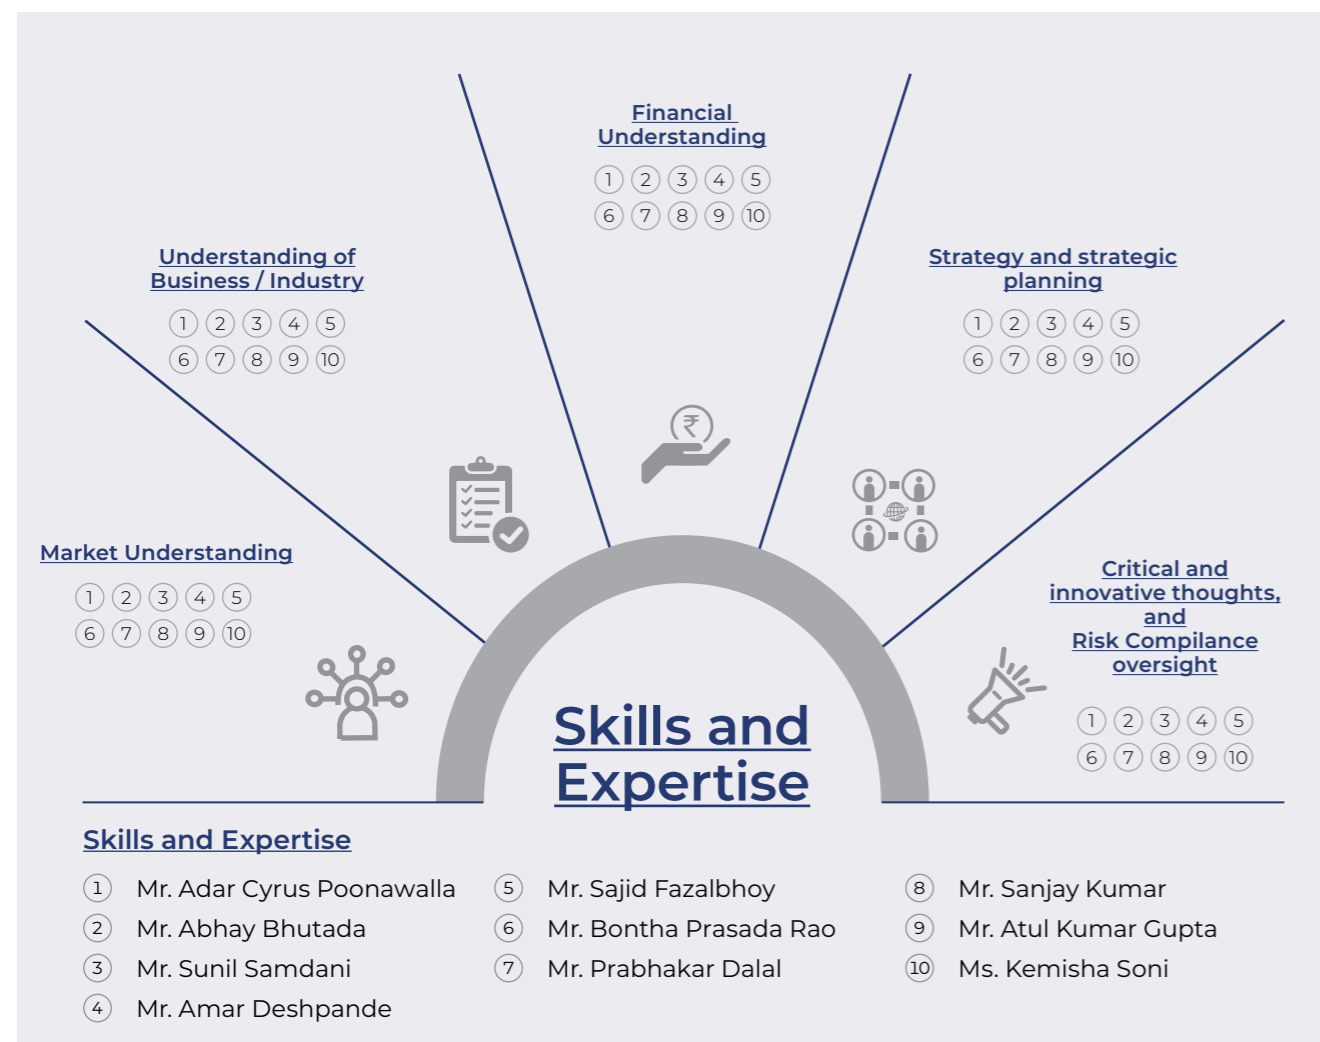 Financial
Understanding
1 2 3 4 5
6 7 8 9 10
Understanding of
Business / Industry
1 2 3 4 5
6 7 8 9 10
Strategy and strategic
planning
1 2 3 4 5
6 7 8 9 10
₹
Market Understanding
1 2 3 4 5
6 7 8 9 10
Critical and
innovative thoughts,
and
Risk Compilance
oversight
1 2 3 4 5
6 7 8 9 10
Skills and
Expertise
Skills and Expertise
1 Mr. Adar Cyrus Poonawalla
2 Mr. Abhay Bhutada
3 Mr. Sunil Samdani
4 Mr. Amar Deshpande
5 Mr. Sajid Fazalbhoy
6 Mr. Bontha Prasada Rao
7 Mr. Prabhakar Dalal
8 Mr. Sanjay Kumar
9 Mr. Atul Kumar Gupta
10 Ms. Kemisha Soni